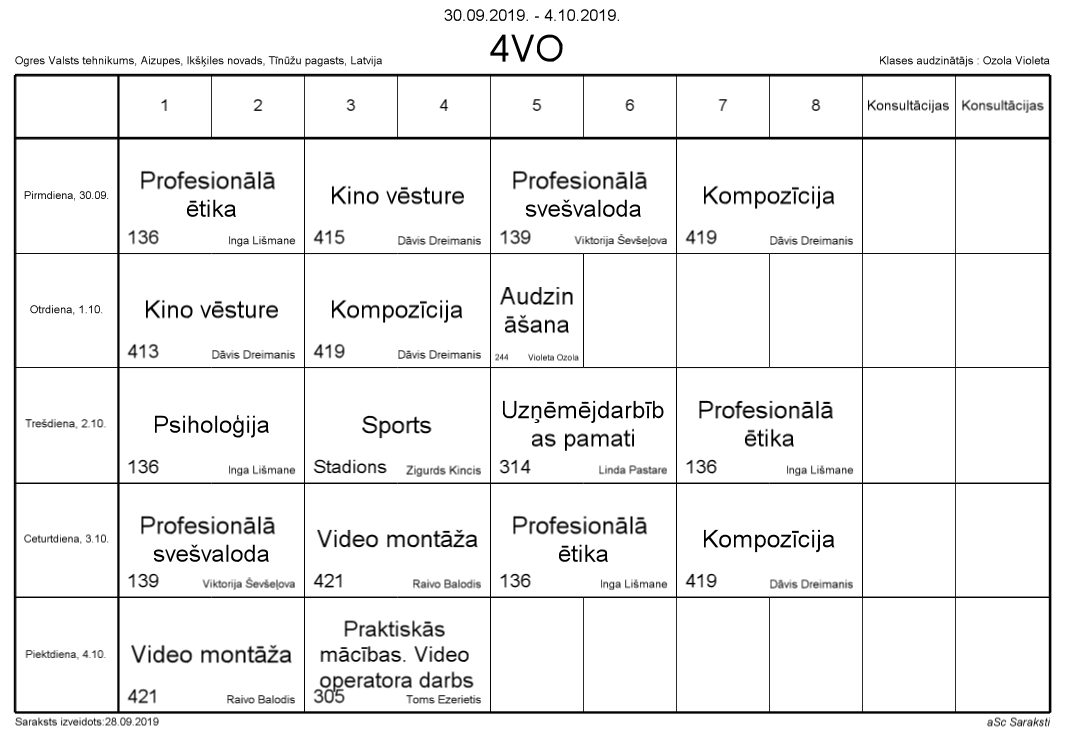 30.09.2019. - 4.10.2019.
4VO
Ogres Valsts tehnikums, Aizupes, Ikšķiles novads, Tīnūžu pagasts, Latvija
Klases audzinātājs : Ozola Violeta
1 2 3 4 5 6 7 8 Konsultācijas Konsultācijas
Pirmdiena, 30.09.
Profesionālā
ētika
136 Inga Lišmane
Kino vēsture
415 Dāvis Dreimanis
Profesionālā
svešvaloda
139 Viktorija Ševšeļova
Kompozīcija
419 Dāvis Dreimanis
Otrdiena, 1.10.
Kino vēsture
413 Dāvis Dreimanis
Kompozīcija
419 Dāvis Dreimanis
Audzin
āšana
244 Violeta Ozola
Trešdiena, 2.10.
Psiholoģija
136 Inga Lišmane
Sports
Stadions Zigurds Kincis
Uzņēmējdarbīb
as pamati
314 Linda Pastare
Profesionālā
ētika
136 Inga Lišmane
Ceturtdiena, 3.10.
Profesionālā
svešvaloda
139 Viktorija Ševšeļova
Video montāža
421 Raivo Balodis
Profesionālā
ētika
136 Inga Lišmane
Kompozīcija
419 Dāvis Dreimanis
Piektdiena, 4.10.
Video montāža
421 Raivo Balodis
Praktiskās
mācības. Video
operatora darbs
305 Toms Ezerietis
Saraksts izveidots:28.09.2019
aSc Saraksti